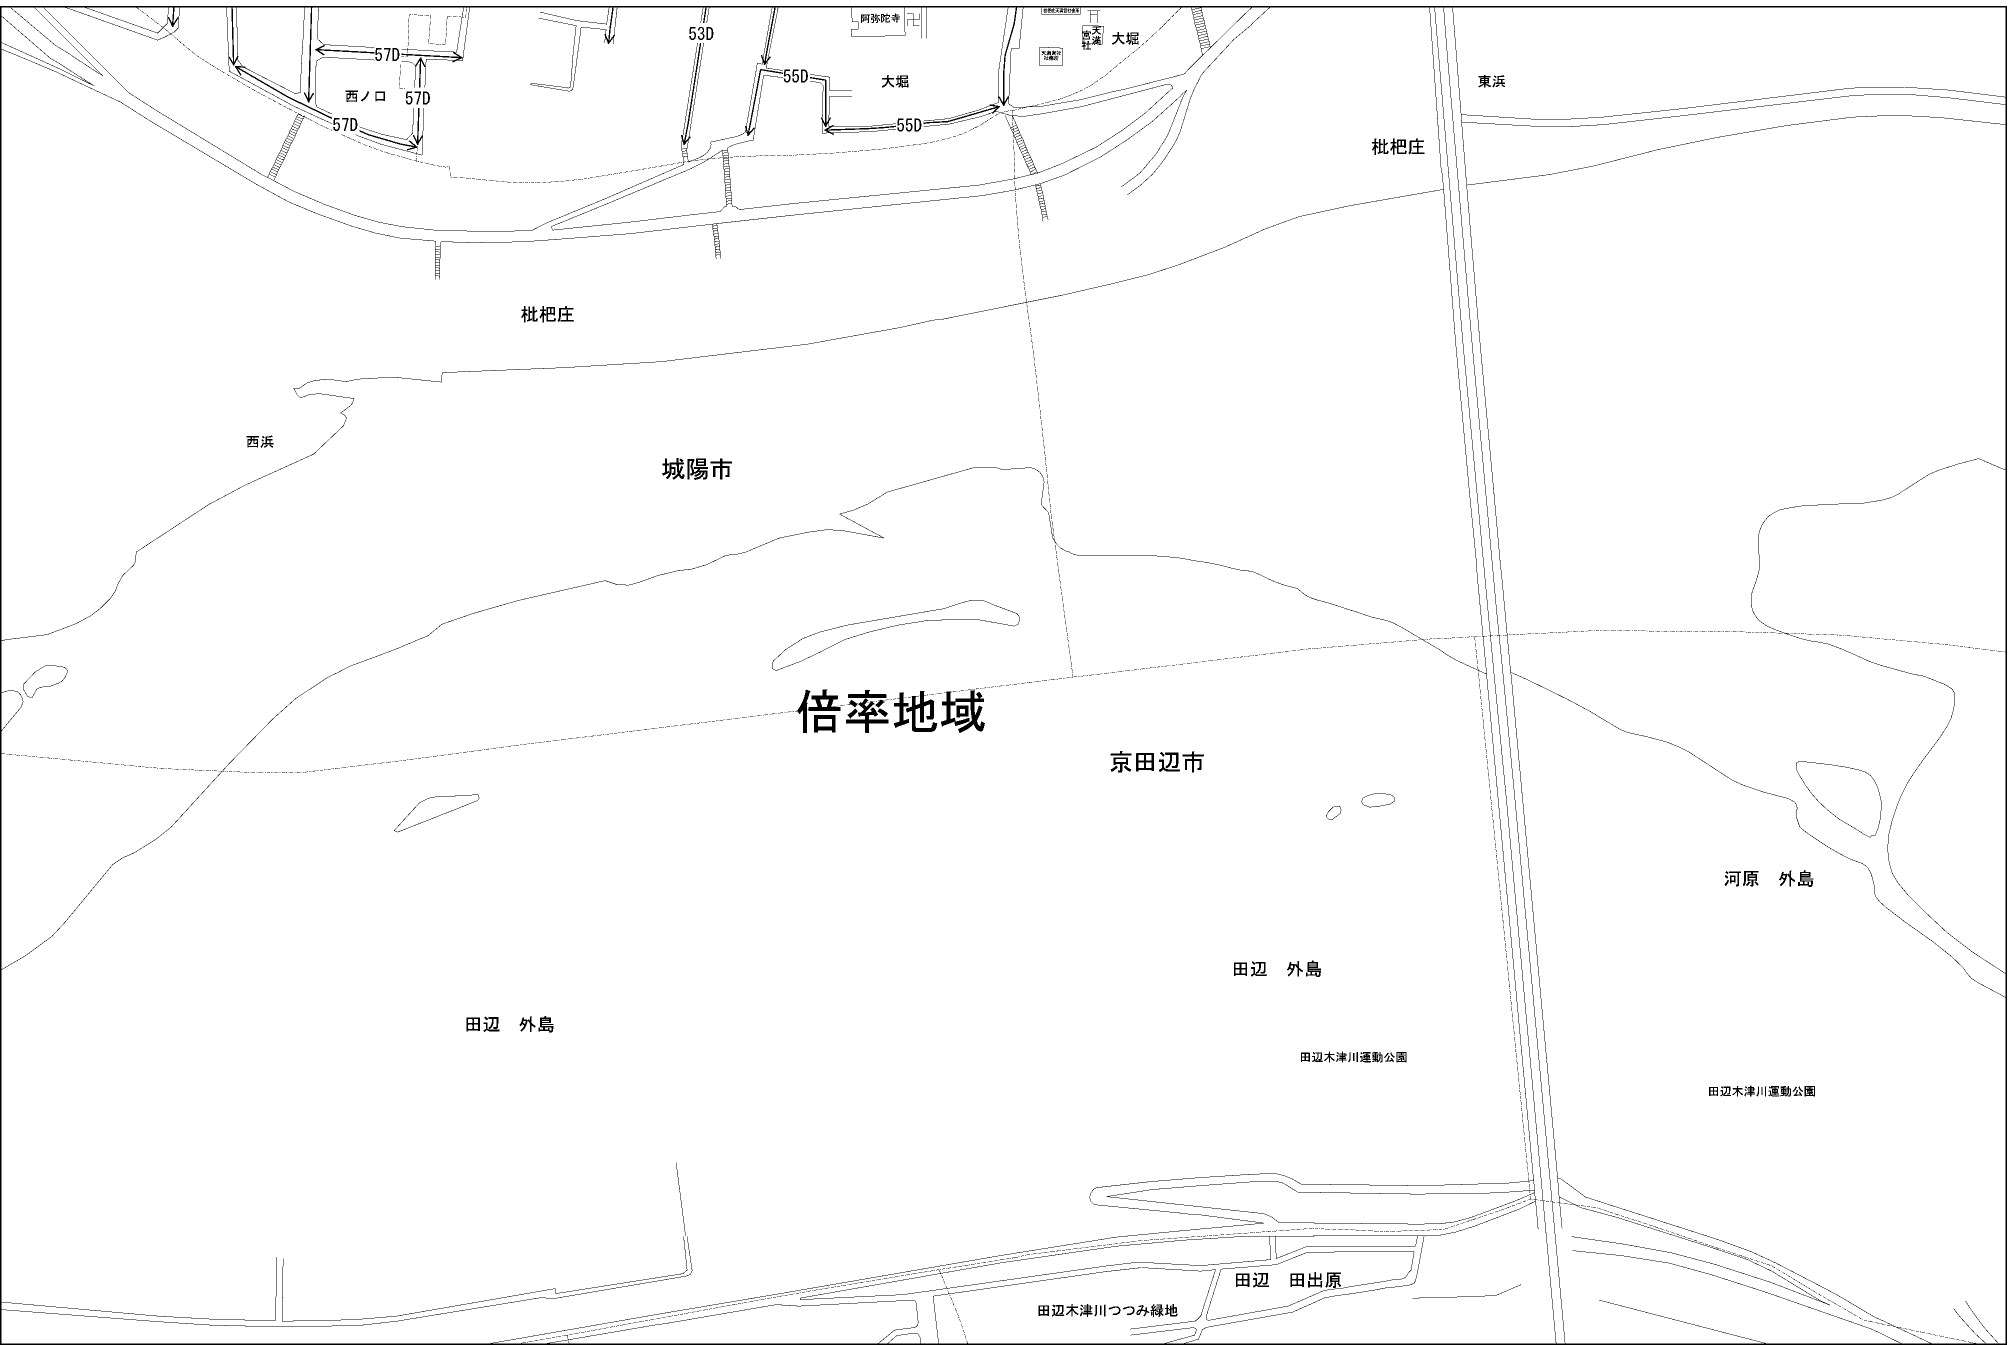 阿弥陀寺
天満
宮社
大堀
53D
57D
55D
大堀
東浜
西ノ口
57D
57D
55D
枇杷庄
枇杷庄
西浜
城陽市
倍率地域
京田辺市
河原　外島
田辺　外島
田辺　外島
田辺木津川運動公園
田辺木津川運動公園
田辺　田出原
田辺木津川つつみ緑地